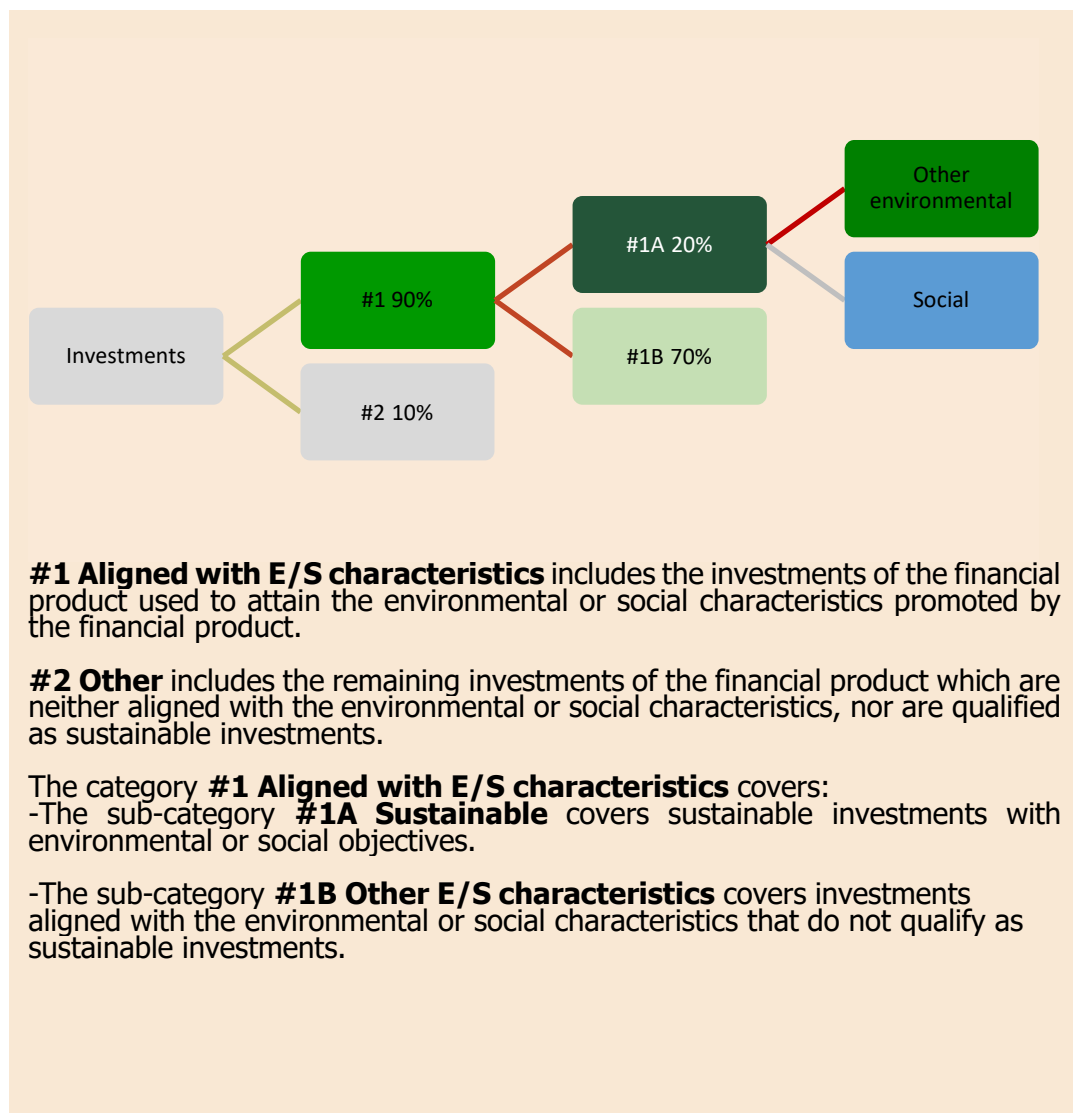 Other
environmental
#1A 20%
#1 90%
Social
Investments
#1B 70%
#2 10%
#1 Aligned with E/S characteristics includes the investments of the financial
product used to attain the environmental or social characteristics promoted by
the financial product.
#2 Other includes the remaining investments of the financial product which are
neither aligned with the environmental or social characteristics, nor are qualified
as sustainable investments.
The category #1 Aligned with E/S characteristics covers:
-The sub-category #1A Sustainable covers sustainable investments with
environmental or social objectives.
-The sub-category #1B Other E/S characteristics covers investments
aligned with the environmental or social characteristics that do not qualify as
sustainable investments.